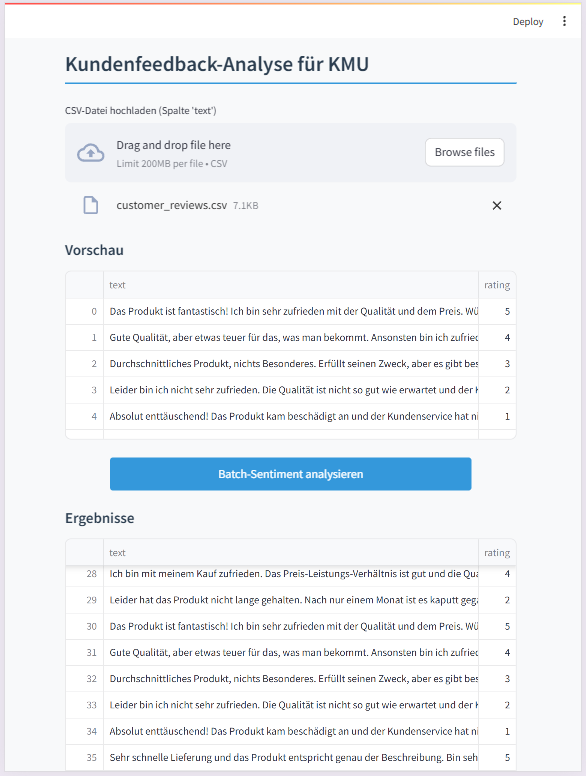 Deploy
Kundenfeedback-Analyse für KMU
CSV-Datei hochladen (Spalte 'text')
Drag and drop file here
Limit 200MB per file • CSV
Browse files
customer_reviews.csv 7.1KB
Vorschau
text rating
0 Das Produkt ist fantastisch! Ich bin sehr zufrieden mit der Qualität und dem Preis. 5
1 Gute Qualität, aber etwas teuer für das, was man bekommt. Ansonsten bin ich 4
2 Durchschnittliches Produkt, nichts Besonderes. Erfüllt seinen Zweck, aber es gibt 3
3 Leider bin ich nicht sehr zufrieden. Die Qualität ist nicht so gut wie erwartet und der 2
4 Absolut enttäuschend! Das Produkt kam beschädigt an und der Kundenservice hat 1
Batch-Sentiment analysieren
Ergebnisse
text rating
28 Ich bin mit meinem Kauf zufrieden. Das Preis-Leistungs-Verhältnis ist gut und die 4
29 Leider hat das Produkt nicht lange gehalten. Nach nur einem Monat ist es kaputt 2
30 Das Produkt ist fantastisch! Ich bin sehr zufrieden mit der Qualität und dem Preis. 5
31 Gute Qualität, aber etwas teuer für das, was man bekommt. Ansonsten bin ich 4
32 Durchschnittliches Produkt, nichts Besonderes. Erfüllt seinen Zweck, aber es gibt 3
33 Leider bin ich nicht sehr zufrieden. Die Qualität ist nicht so gut wie erwartet und der 2
34 Absolut enttäuschend! Das Produkt kam beschädigt an und der Kundenservice hat 1
35 Sehr schnelle Lieferung und das Produkt entspricht genau der Beschreibung. Bin 5